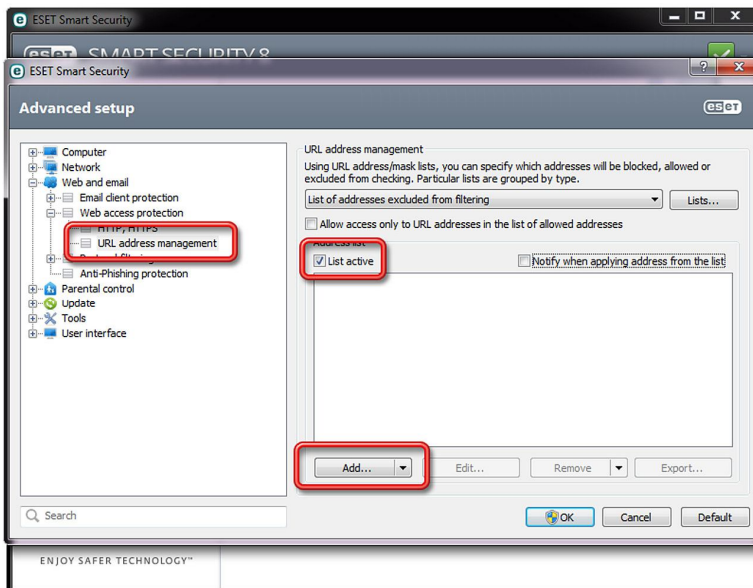 ESET Smart Security
eseT SMART SECURITY 8
ESET Smart Security
Advanced setup
eseT
Computer
Network
Web and email
Email client protection
Web access protection
HTTP, HTTPS
URL address management
Anti-Phishing protection
Parental control
Update
Tools
User interface
Search
URL address management
Using URL address/mask lists, you can specify which addresses will be blocked, allowed or
excluded from checking. Particular lists are grouped by type.
List of addresses excluded from filtering
Lists...
Allow access only to URL addresses in the list of allowed addresses
Address list
List active
Notify when applying address from the list
Add...
Edit...
Remove
Export...
OK
Cancel
Default
ENJOY SAFER TECHNOLOGY™